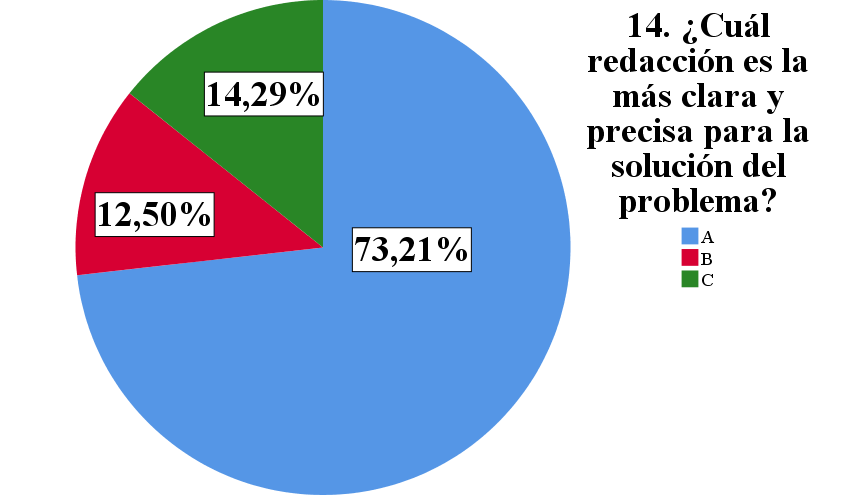 14. ¿Cuál
redacción es la
más clara y
precisa para la
solución del
problema?
A
B
C
14,29%
12,50%
73,21%